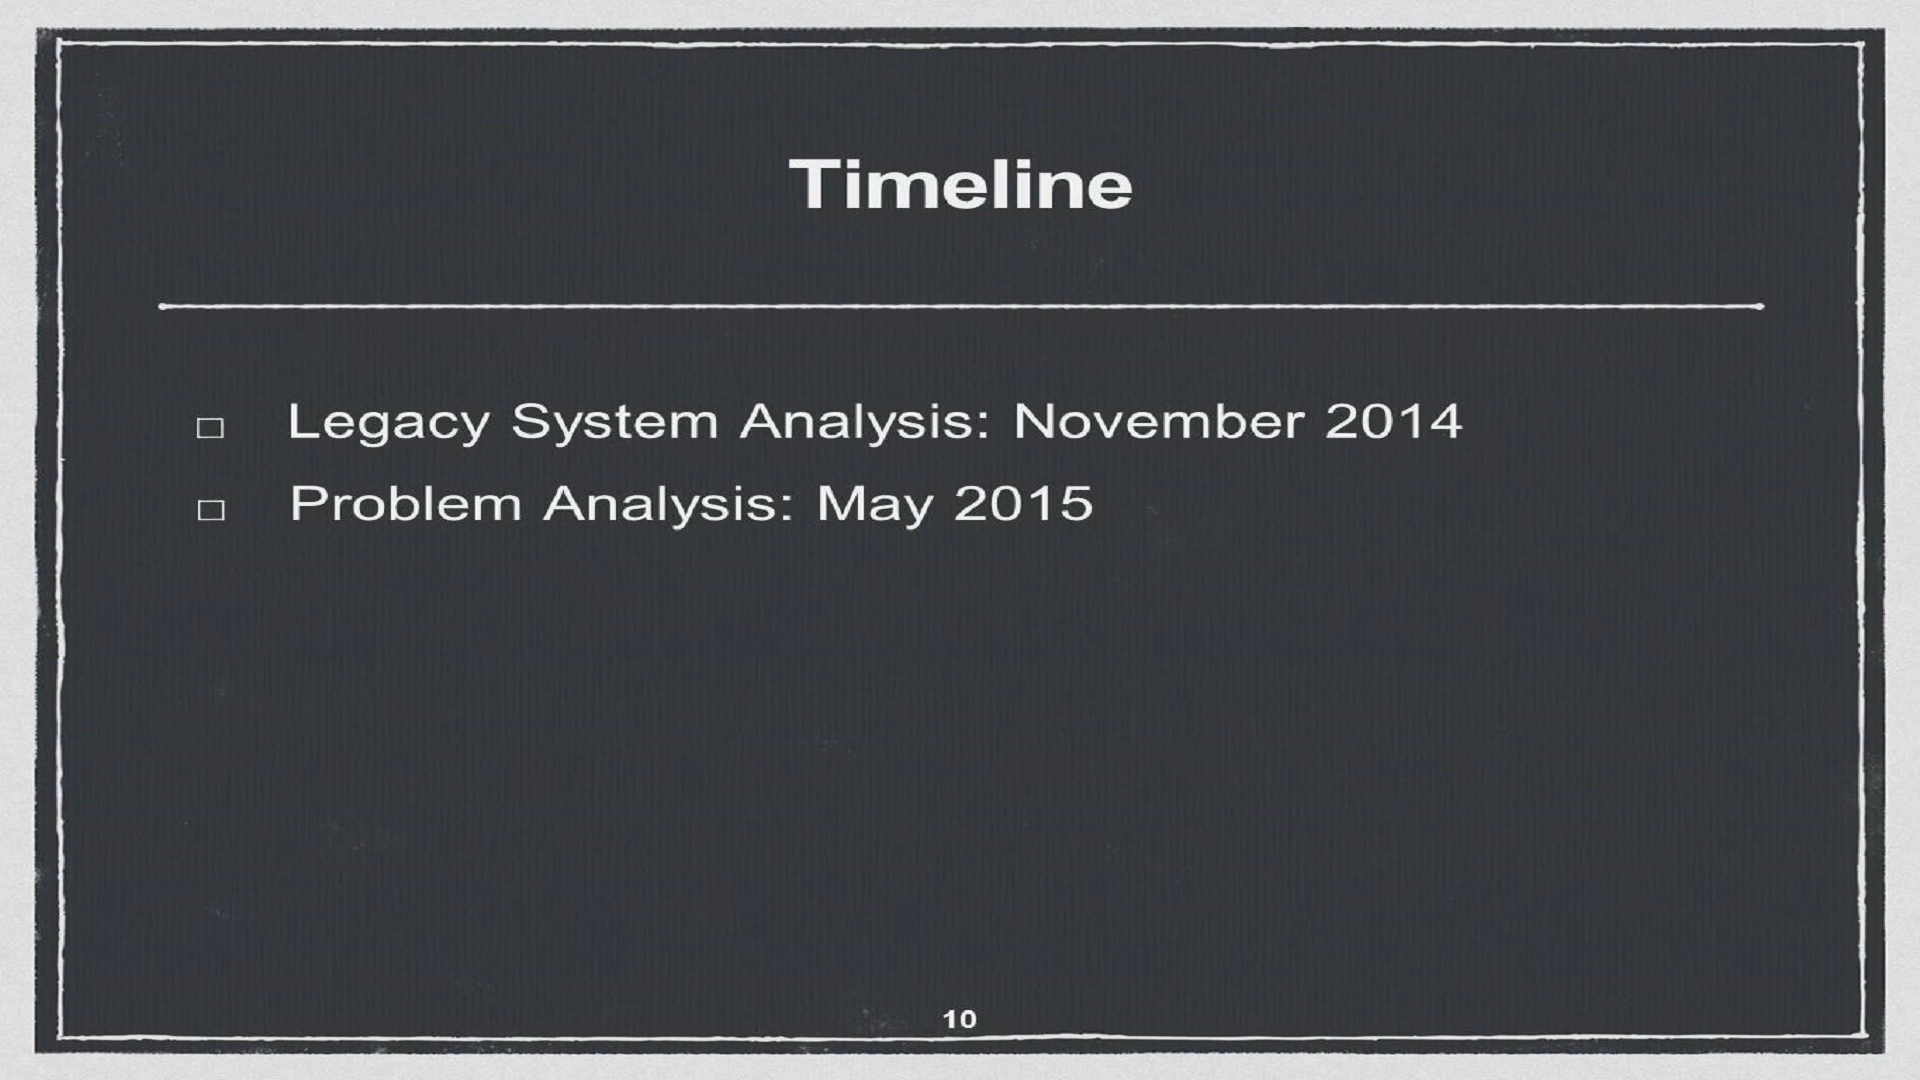 Timeline
□ Legacy System Analysis: November 2014
□ Problem Analysis: May 2015
10